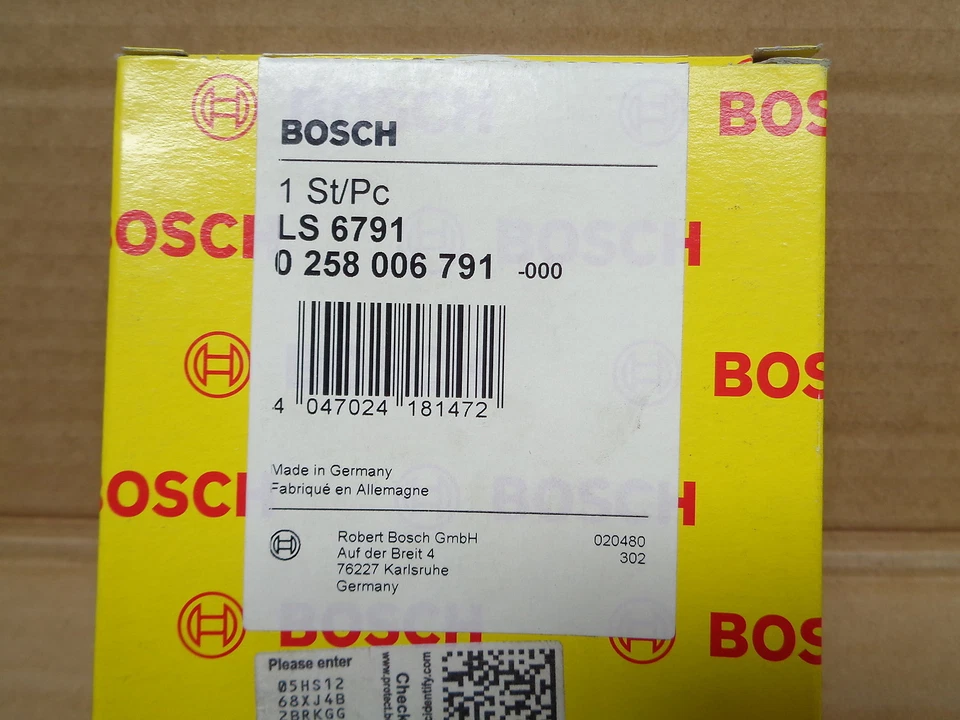 BOSCH
BOSCH
1 St/Pc
LS 6791
0 258 006 791 -000
4 047024 181472
Made in Germany
Fabriqué en Allemagne
Robert Bosch GmbH
Auf der Breit 4
76227 Karlsruhe
Germany
020480
302
BOSCH
Please enter
05HS12
68XJ4B
2BRKGG
Check